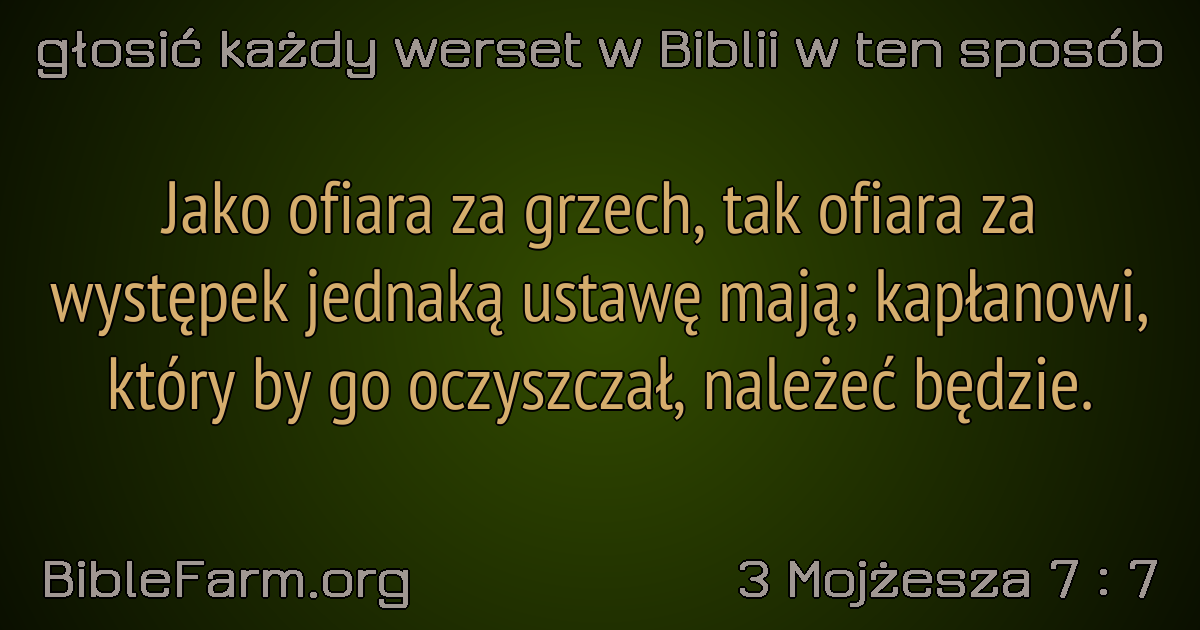 głosić każdy werset w Biblii w ten sposób
Jako ofiara za grzech, tak ofiara za
występek jednaką ustawę mają; kapłanowi,
który by go oczyszczał, należeć będzie.
BibleFarm.org
3 Mojżesza 7 : 7